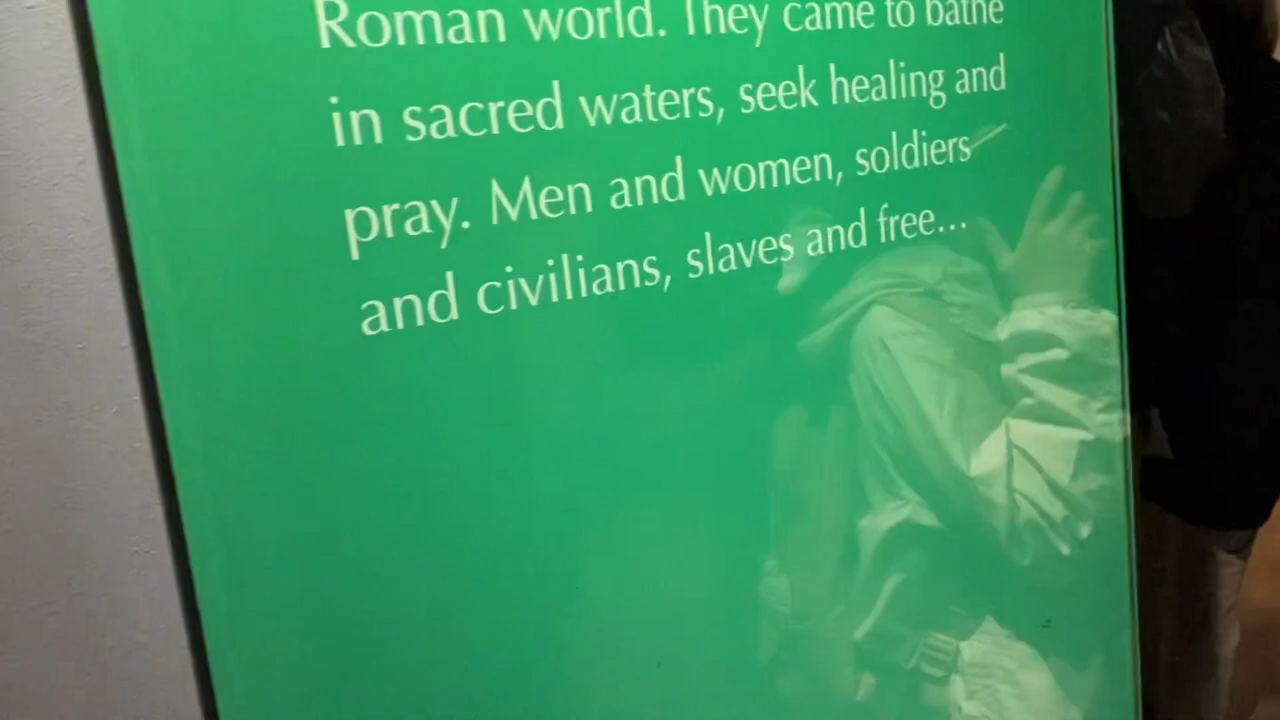 Roman world. They came to bathe
in sacred waters, seek healing and
pray. Men and women, soldiers
and civilians, slaves and free...